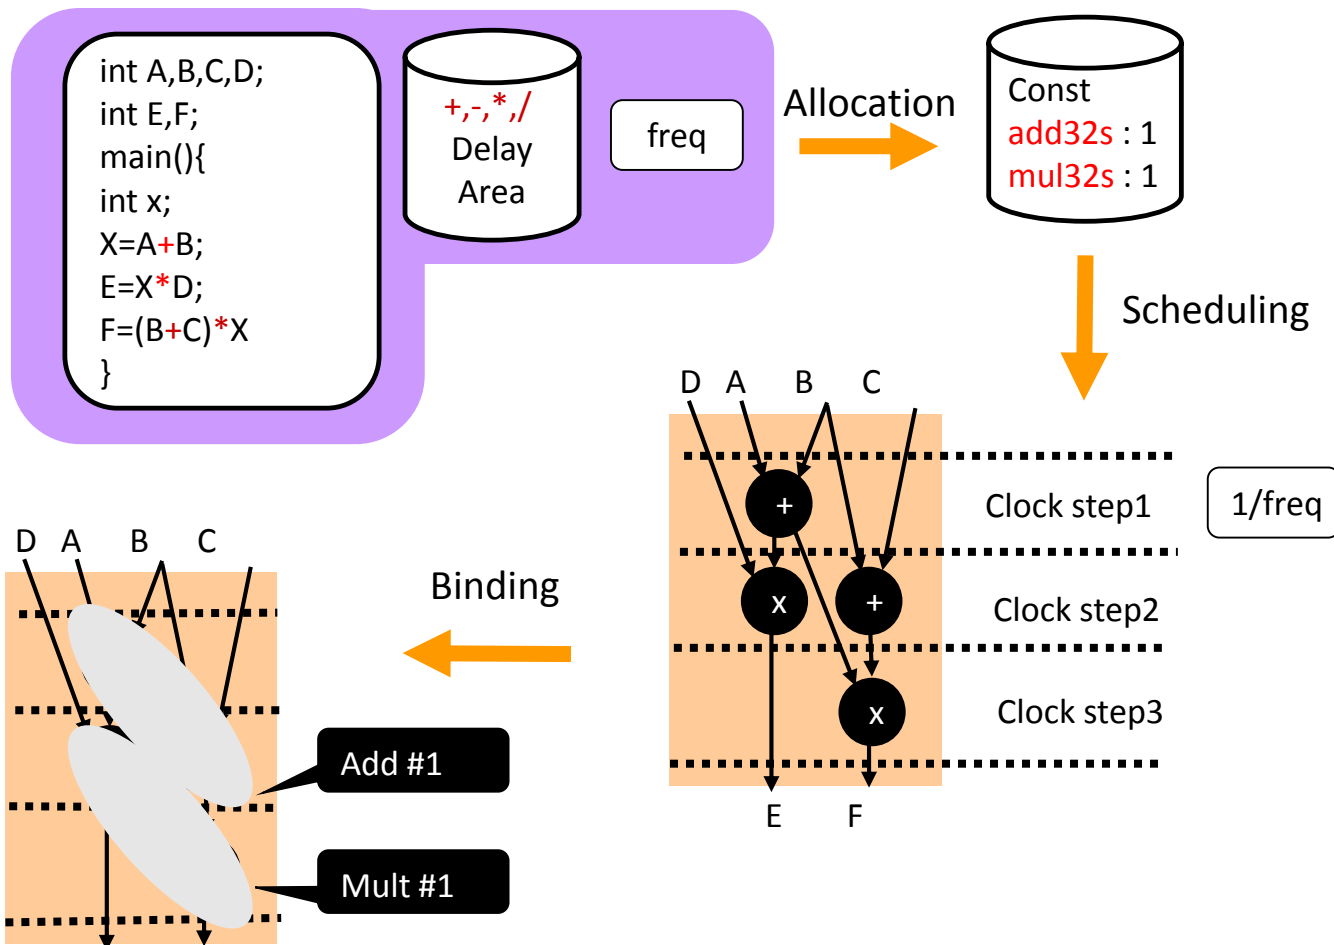 int A,B,C,D;
int E,F;
main(){
int x;
X=A+B;
E=X*D;
F=(B+C)*X
}
+,-,*,/
Delay
Area
freq
Allocation
Const
add32s : 1
mul32s : 1
Scheduling
D A B C
+
Clock step1
1/freq
x +
Clock step2
x
Clock step3
E F
Binding
D A B C
Add #1
Mult #1